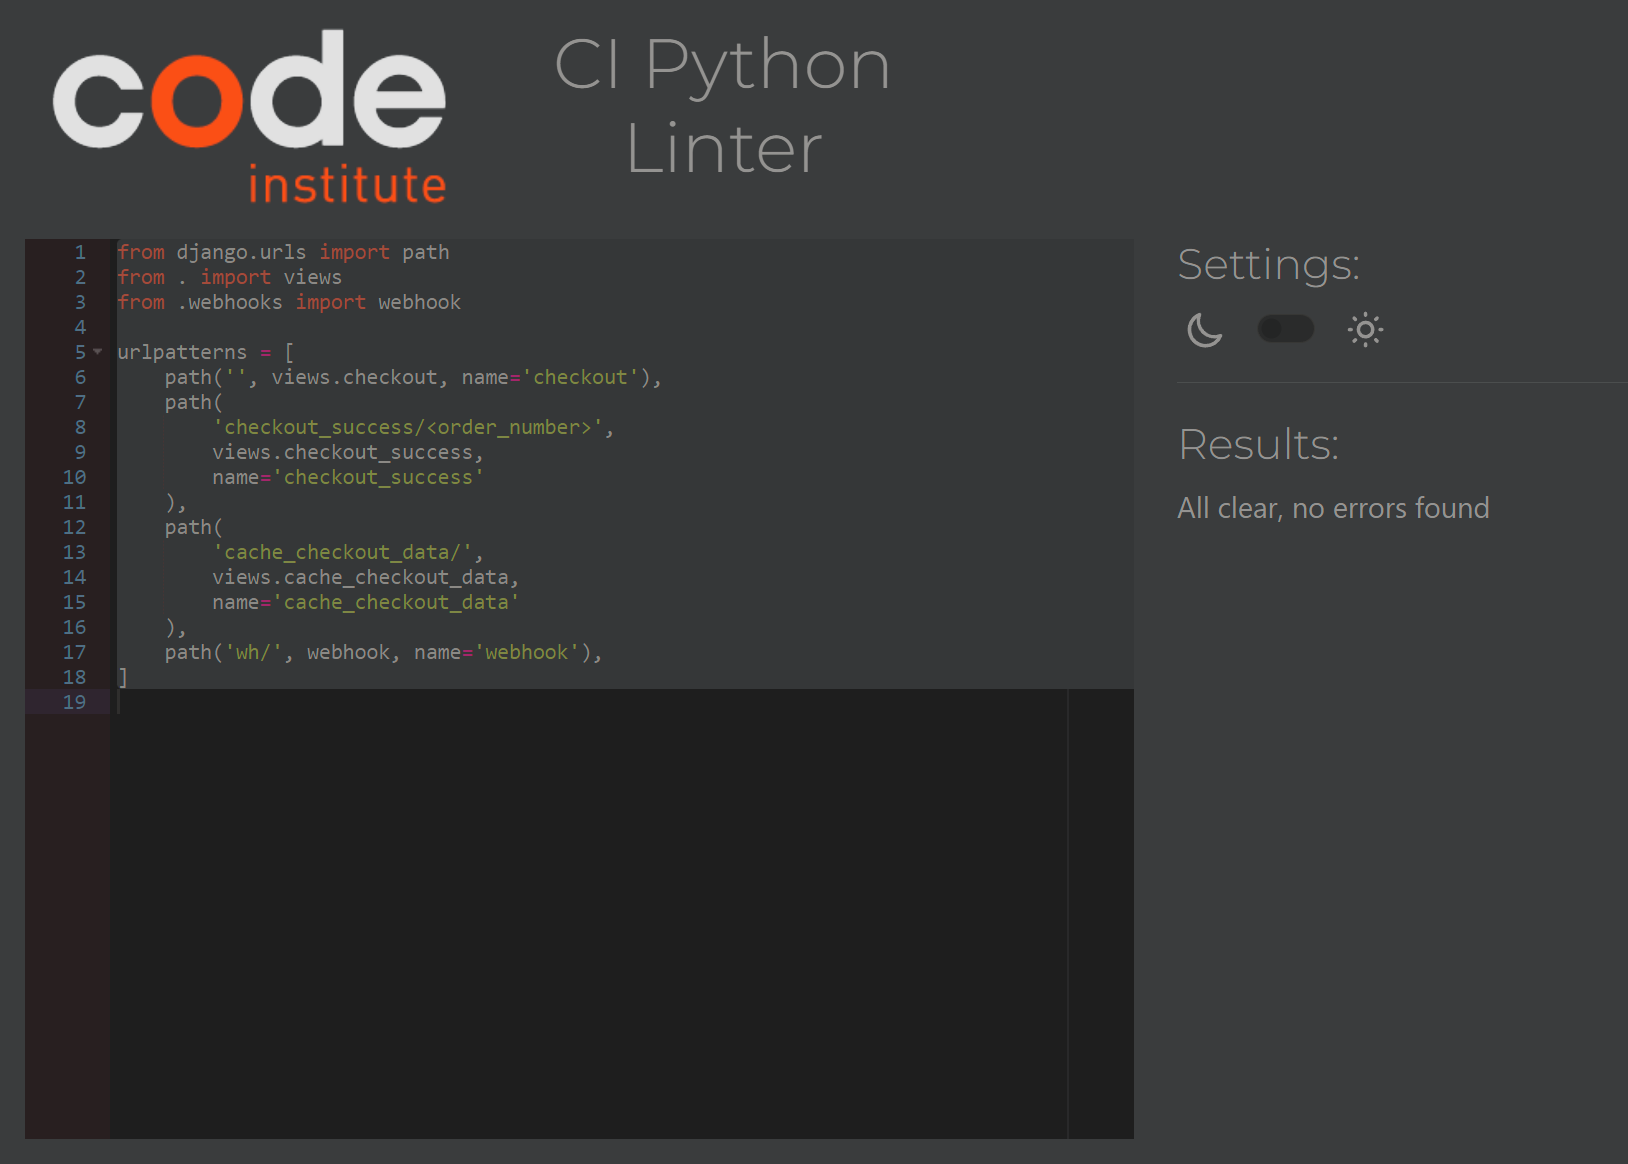 code
institute
CI Python
Linter
1 from django.urls import path
2 from . import views
3 from .webhooks import webhook
4
5 urlpatterns = [
6     path('', views.checkout, name='checkout'),
7     path(
8         'checkout_success/<order_number>',
9         views.checkout_success,
10         name='checkout_success'
11     ),
12     path(
13         'cache_checkout_data/',
14         views.cache_checkout_data,
15         name='cache_checkout_data'
16     ),
17     path('wh/', webhook, name='webhook'),
18 ]
19
Settings:
Results:
All clear, no errors found